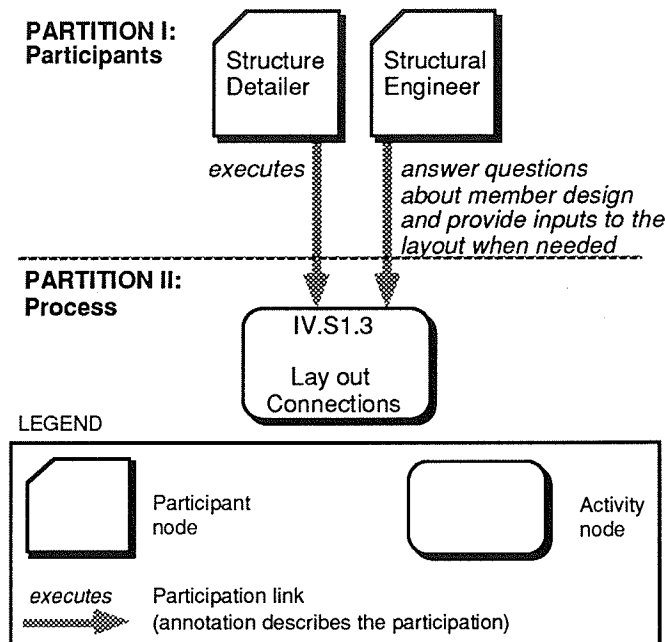 PARTITION I:
Participants
Structure
Detailer
Structural
Engineer
executes
answer questions
about member design
and provide inputs to the
layout when needed
PARTITION II:
Process
IV.S1.3
Lay out
Connections
LEGEND
Participant
node
Activity
node
executes
Participation link
(annotation describes the participation)